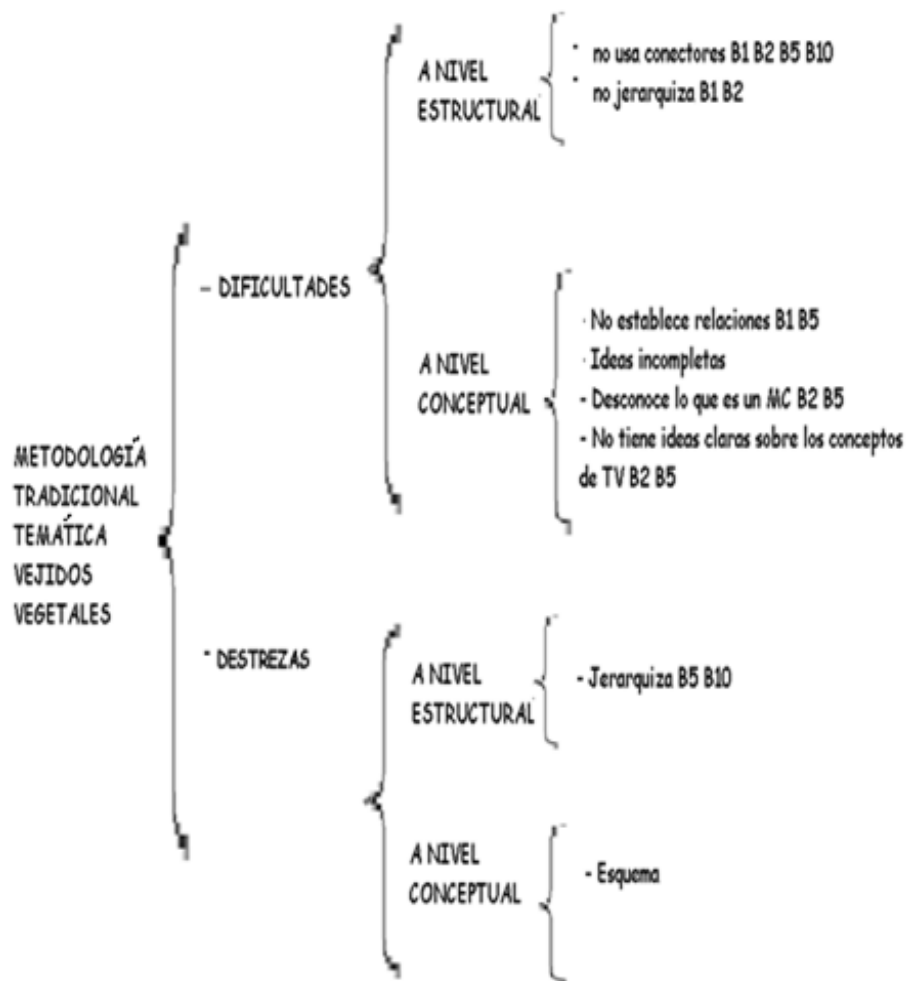 METODOLOGÍA
TRADICIONAL
TEMÁTICA
VEJIDOS
VEGETALES
- DIFICULTADES
A NIVEL
ESTRUCTURAL
· no usa conectores B1 B2 B5 B10
· no jerarquiza B1 B2
A NIVEL
CONCEPTUAL
· No establece relaciones B1 B5
· Ideas incompletas
- Desconoce lo que es un MC B2 B5
- No tiene ideas claras sobre los conceptos
de TV B2 B5
- DESTREZAS
A NIVEL
ESTRUCTURAL
- Jerarquiza B5 B10
A NIVEL
CONCEPTUAL
- Esquema